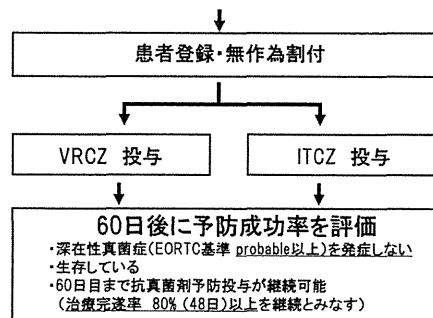 患者登録・無作為割付
VRCZ 投与
ITCZ 投与
60日後に予防成功率を評価
・深在性真菌症(EORTC基準 probable以上)を発症しない
・生存している
・60日目まで抗真菌剤予防投与が継続可能
(治療完遂率 80% (48日)以上を継続とみなす)